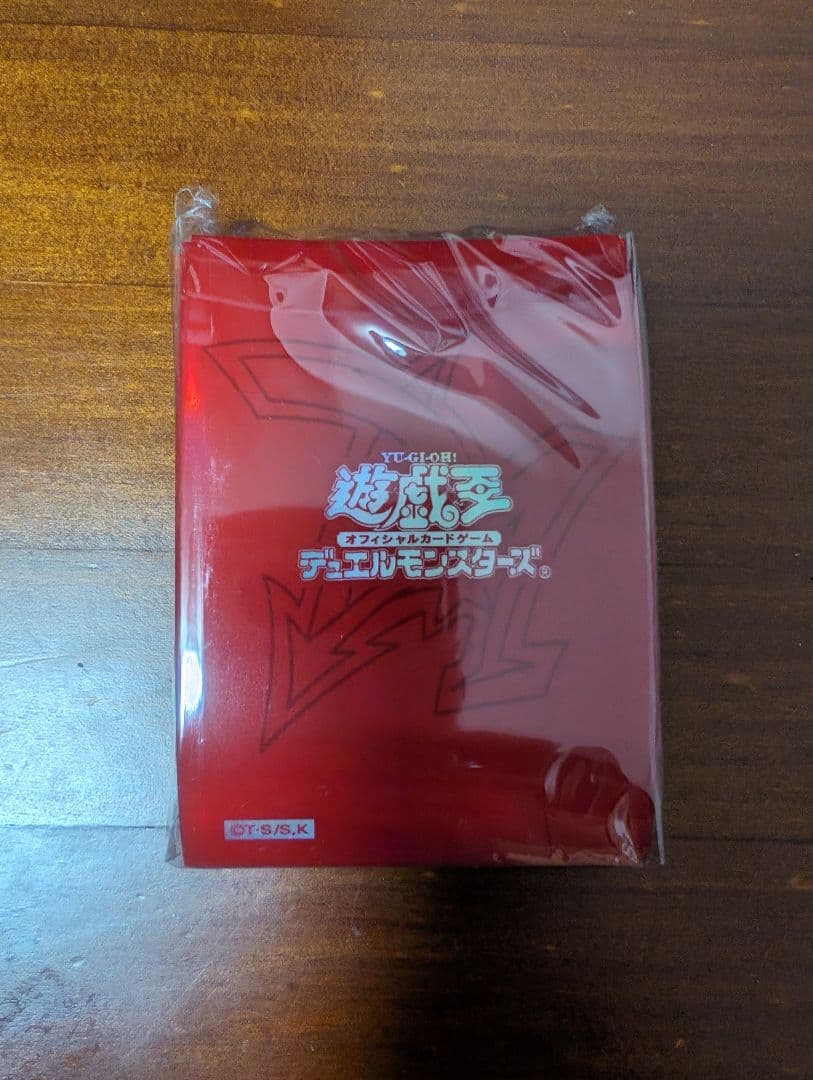 YU-GI-OH!
遊戯王
オフィシャルカードゲーム
デュエルモンスターズ®
©T・S/S,K